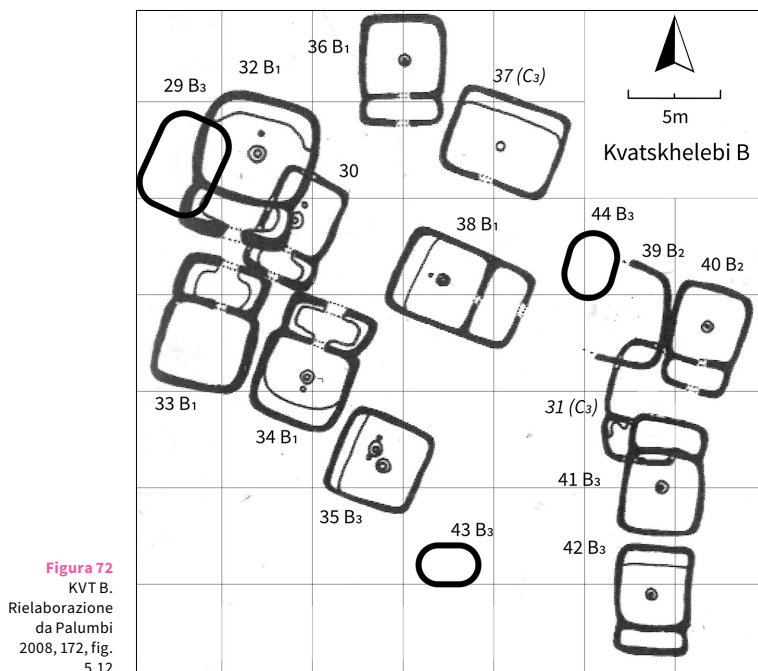 36 B₁
32 B₁
37 (C₃)
29 B₃
5m
Kvatskhelebi B
30
44 B₃
38 B₁
39 B₂
40 B₂
33 B₁
31 (C₃)
34 B₁
41 B₃
35 B₃
43 B₃
42 B₃
Figura 72
KVT B.
Rielaborazione
da Palumbi
2008, 172, fig.
5.12